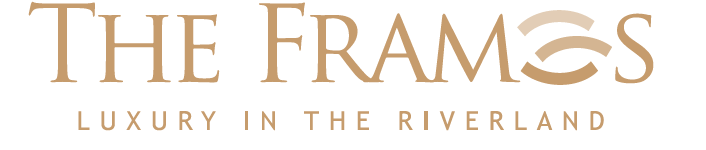 THE FRAMES
LUXURY IN THE RIVERLAND